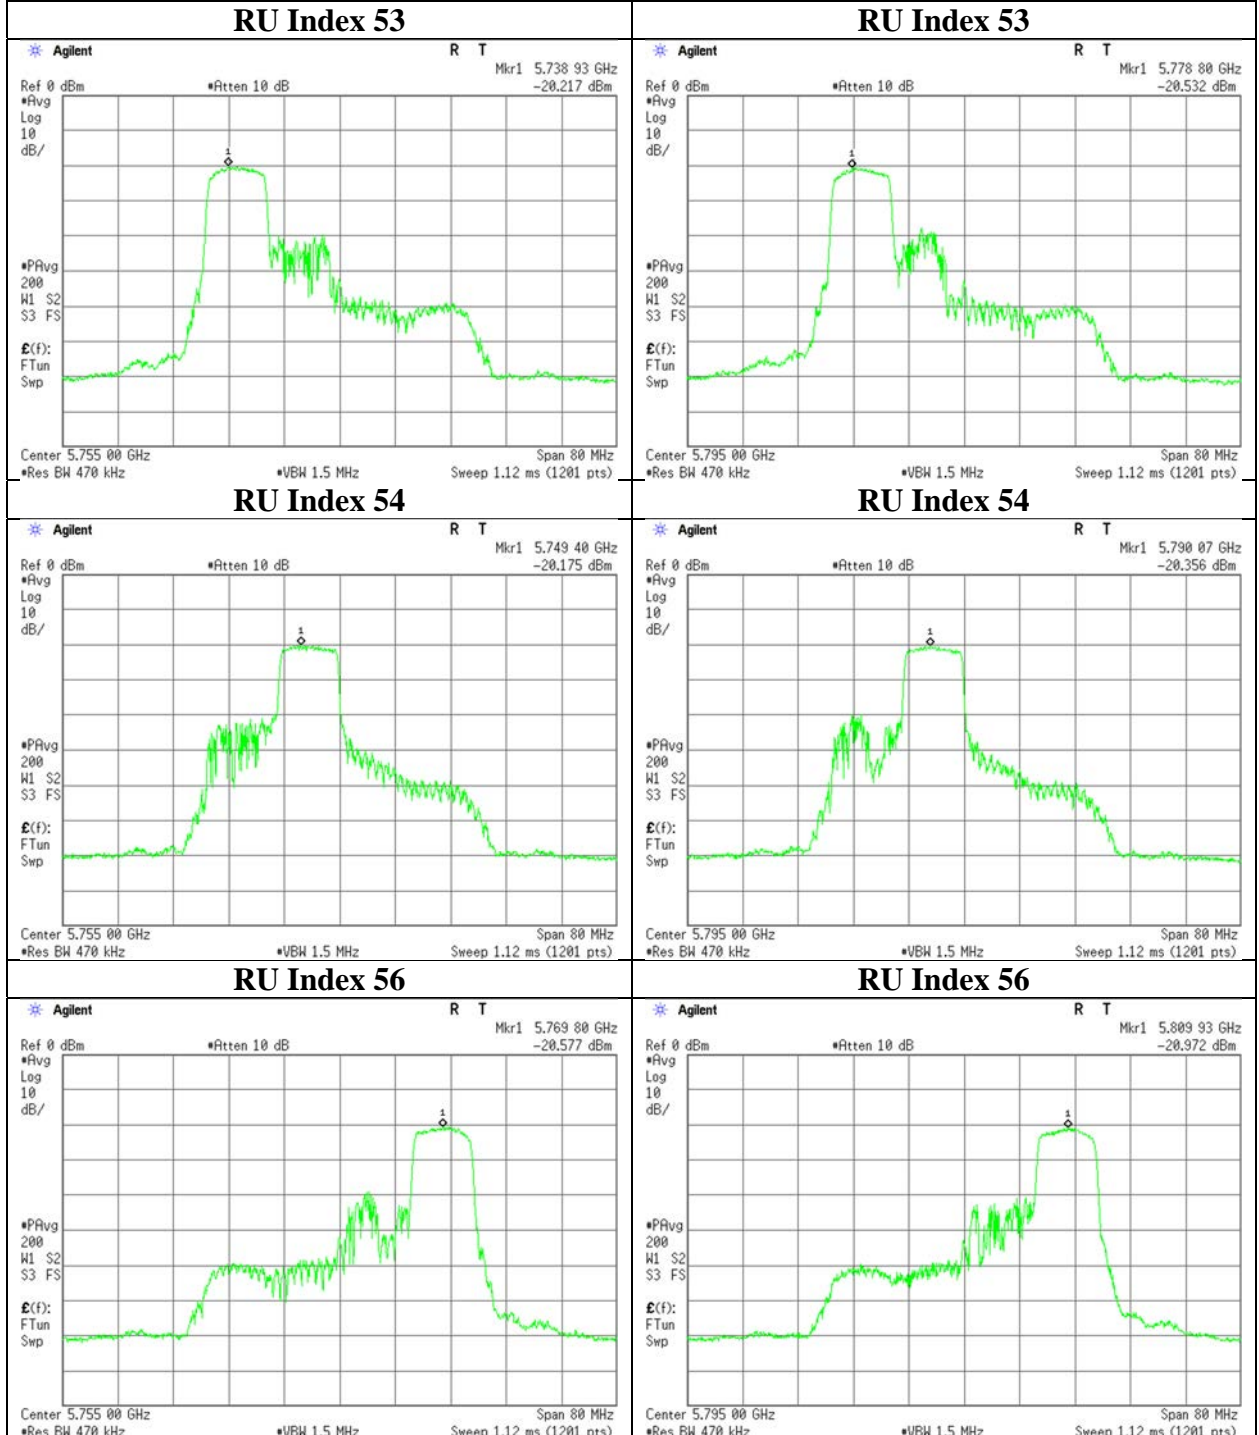 RU Index 53
RU Index 53
Agilent
R T
Mkr1 5.738 93 GHz
Ref 0 dBm
#Atten 10 dB
-20.217 dBm
#Avg
Log
10
dB/
1
#PAvg
200
W1 S2
S3 FS
£(f):
FTun
Swp
Center 5.755 00 GHz
Span 80 MHz
#Res BW 470 kHz
#VBW 1.5 MHz
Sweep 1.12 ms (1201 pts)
Agilent
R T
Mkr1 5.778 80 GHz
Ref 0 dBm
#Atten 10 dB
-20.532 dBm
#Avg
Log
10
dB/
1
#PAvg
200
W1 S2
S3 FS
£(f):
FTun
Swp
Center 5.795 00 GHz
Span 80 MHz
#Res BW 470 kHz
#VBW 1.5 MHz
Sweep 1.12 ms (1201 pts)
RU Index 54
RU Index 54
Agilent
R T
Mkr1 5.749 40 GHz
Ref 0 dBm
#Atten 10 dB
-20.175 dBm
#Avg
Log
10
dB/
1
#PAvg
200
W1 S2
S3 FS
£(f):
FTun
Swp
Center 5.755 00 GHz
Span 80 MHz
#Res BW 470 kHz
#VBW 1.5 MHz
Sweep 1.12 ms (1201 pts)
Agilent
R T
Mkr1 5.790 07 GHz
Ref 0 dBm
#Atten 10 dB
-20.356 dBm
#Avg
Log
10
dB/
1
#PAvg
200
W1 S2
S3 FS
£(f):
FTun
Swp
Center 5.795 00 GHz
Span 80 MHz
#Res BW 470 kHz
#VBW 1.5 MHz
Sweep 1.12 ms (1201 pts)
RU Index 56
RU Index 56
Agilent
R T
Mkr1 5.769 80 GHz
Ref 0 dBm
#Atten 10 dB
-20.577 dBm
#Avg
Log
10
dB/
1
#PAvg
200
W1 S2
S3 FS
£(f):
FTun
Swp
Center 5.755 00 GHz
Span 80 MHz
#Res BW 470 kHz
#VBW 1.5 MHz
Sweep 1.12 ms (1201 pts)
Agilent
R T
Mkr1 5.809 93 GHz
Ref 0 dBm
#Atten 10 dB
-20.972 dBm
#Avg
Log
10
dB/
1
#PAvg
200
W1 S2
S3 FS
£(f):
FTun
Swp
Center 5.795 00 GHz
Span 80 MHz
#Res BW 470 kHz
#VBW 1.5 MHz
Sweep 1.12 ms (1201 pts)